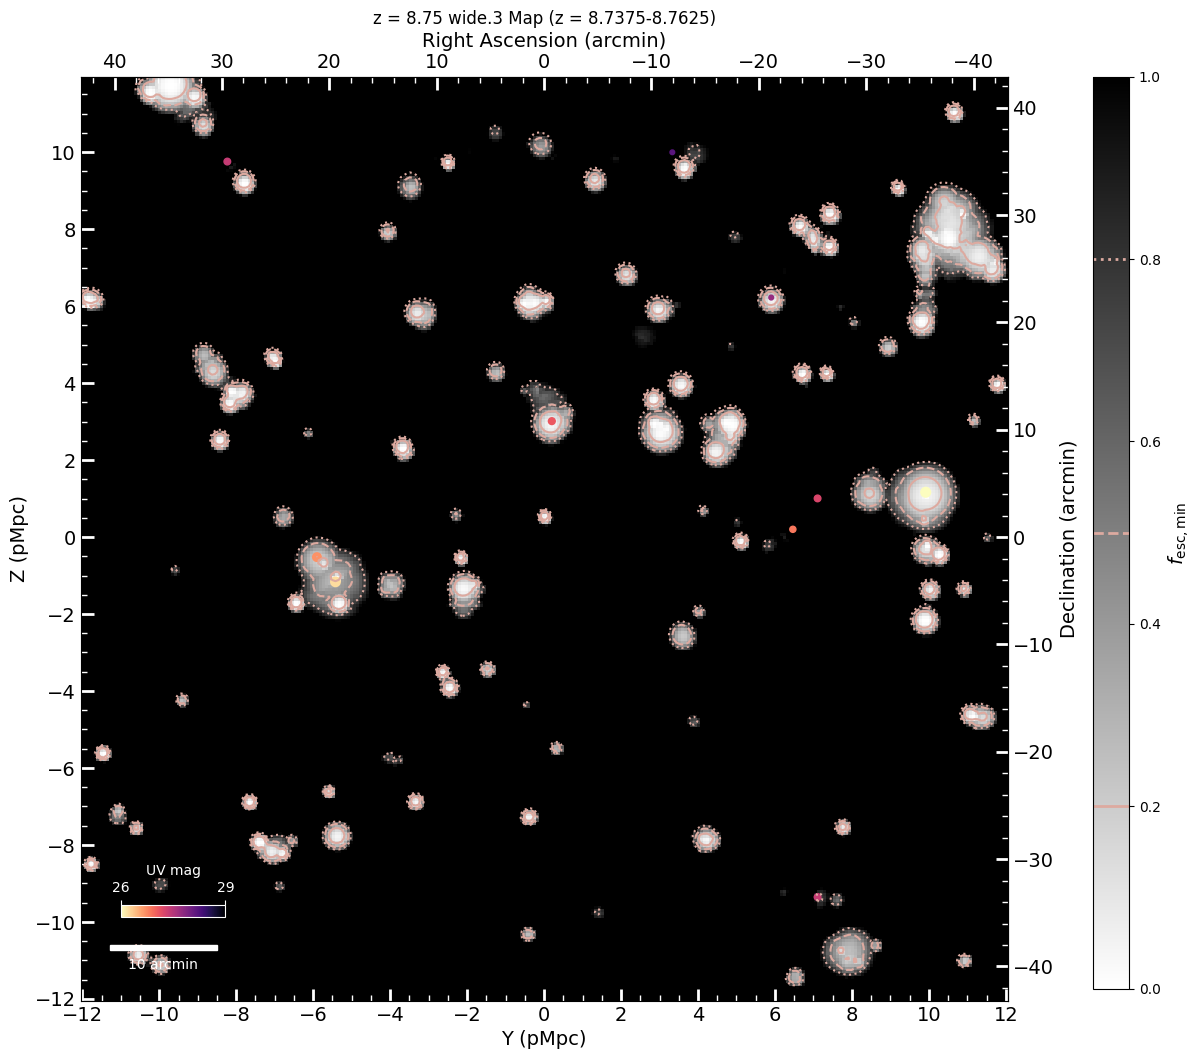 z = 8.75 wide.3 Map (z = 8.7375-8.7625)
Right Ascension (arcmin)
40 30 20 10 0 −10 −20 −30 −40
10
8
6
4
2
0
−2
−4
−6
−8
−10
−12
Z (pMpc)
UV mag
26 29
10 arcmin
−12 −10 −8 −6 −4 −2 0 2 4 6 8 10 12
Y (pMpc)
40
30
20
10
0
−10
−20
−30
−40
Declination (arcmin)
1.0
0.8
0.6
0.4
0.2
0.0
fesc,min